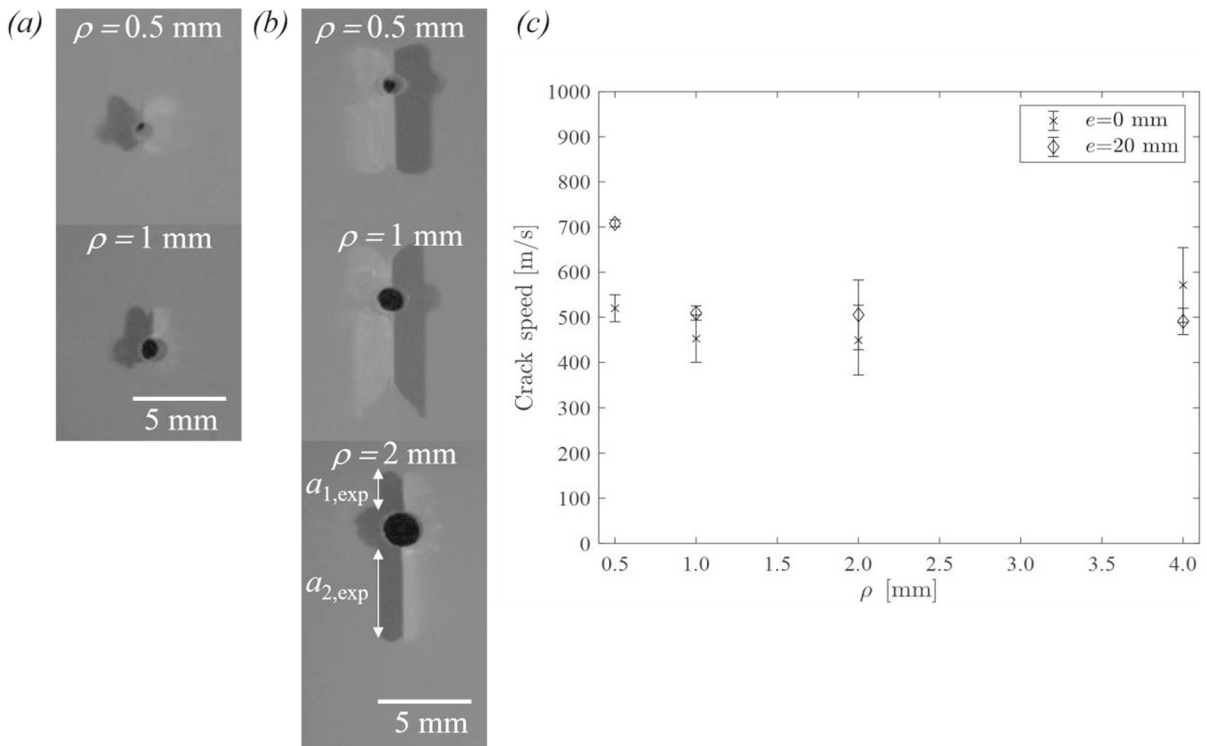 (a)
ρ = 0.5 mm
ρ = 1 mm
5 mm
(b)
ρ = 0.5 mm
ρ = 1 mm
ρ = 2 mm
a1,exp
a2,exp
5 mm
(c)
1000
900
800
700
600
500
400
300
200
100
0
Crack speed [m/s]
0.5 1.0 1.5 2.0 2.5 3.0 3.5 4.0
ρ [mm]
e=0 mm
e=20 mm